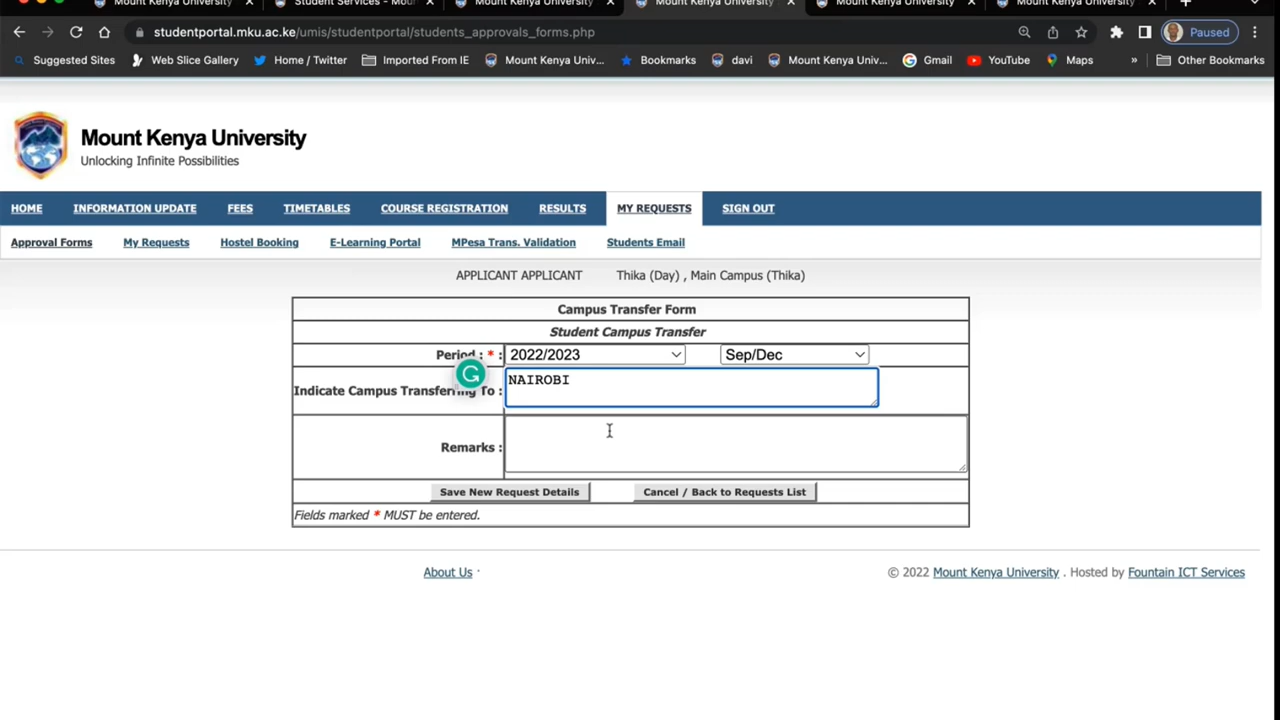 Mount Kenya University
Student Services - Moun
Mount Kenya University
Mount Kenya University
Mount Kenya University
Mount Kenya University
studentportal.mku.ac.ke/umis/studentportal/students_approvals_forms.php
Paused
Suggested Sites Web Slice Gallery Home / Twitter Imported From IE Mount Kenya Univ... Bookmarks davi Mount Kenya Univ... Gmail YouTube Maps » Other Bookmarks
Mount Kenya University
Unlocking Infinite Possibilities
HOME INFORMATION UPDATE FEES TIMETABLES COURSE REGISTRATION RESULTS MY REQUESTS SIGN OUT
Approval Forms My Requests Hostel Booking E-Learning Portal MPesa Trans. Validation Students Email
APPLICANT APPLICANT Thika (Day) , Main Campus (Thika)
Campus Transfer Form
Student Campus Transfer
Period : * : 2022/2023 Sep/Dec
Indicate Campus Transferring To : NAIROBI
Remarks :
Save New Request Details Cancel / Back to Requests List
Fields marked * MUST be entered.
About Us · © 2022 Mount Kenya University . Hosted by Fountain ICT Services